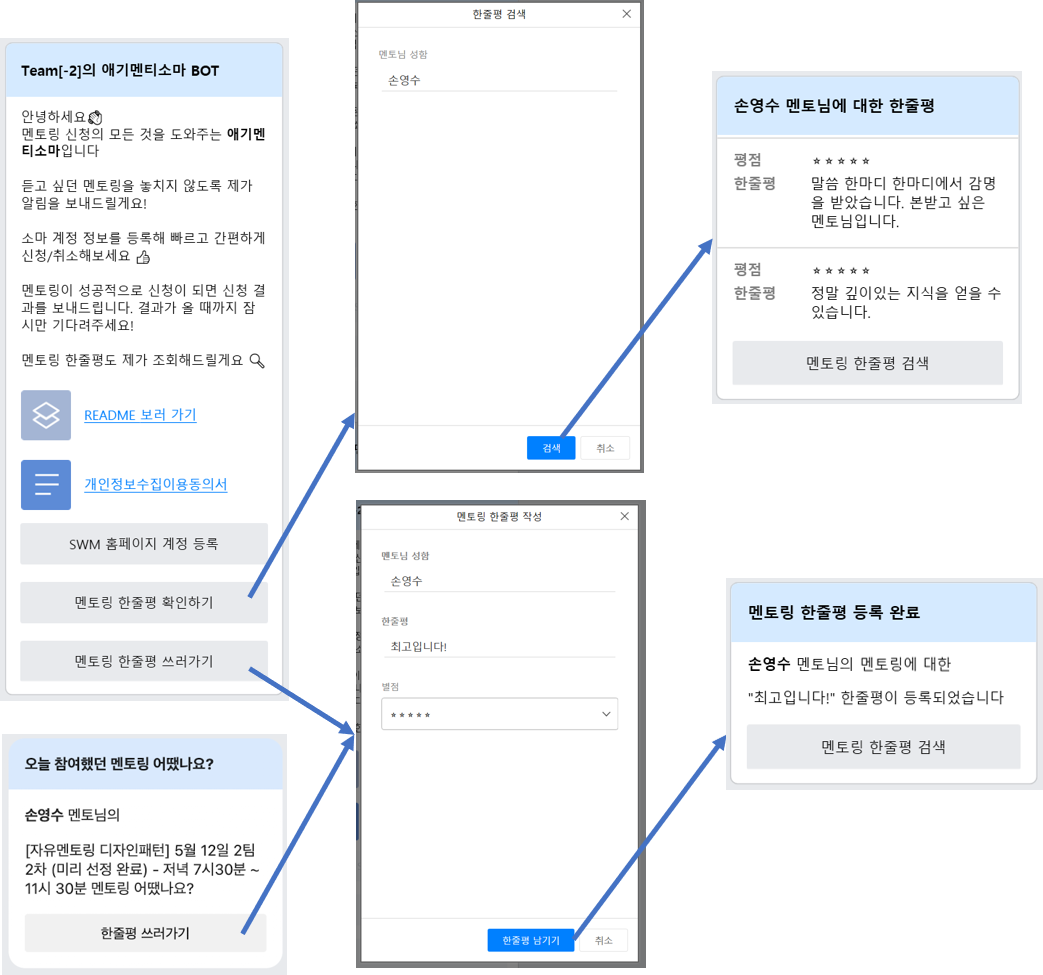 Team[-2]의 애기멘티소마 BOT
안녕하세요
멘토링 신청의 모든 것을 도와주는 애기멘
티소마입니다
듣고 싶던 멘토링을 놓치지 않도록 제가
알림을 보내드릴게요!
소마 계정 정보를 등록해 빠르고 간편하게
신청/취소해보세요
멘토링이 성공적으로 신청이 되면 신청 결
과를 보내드립니다. 결과가 올 때까지 잠
시만 기다려주세요!
멘토링 한줄평도 제가 조회해드릴게요
README 보러 가기
개인정보수집이용동의서
SWM 홈페이지 계정 등록
멘토링 한줄평 확인하기
멘토링 한줄평 쓰러가기
오늘 참여했던 멘토링 어땠나요?
손영수 멘토님의
[자유멘토링 디자인패턴] 5월 12일 2팀
2차 (미리 선정 완료) - 저녁 7시30분 ~
11시 30분 멘토링 어땠나요?
한줄평 쓰러가기
한줄평 검색
멘토님 성함
손영수
검색
취소
멘토링 한줄평 작성
멘토님 성함
손영수
한줄평
최고입니다!
별점
*****
한줄평 남기기
취소
손영수 멘토님에 대한 한줄평
평점 *****
한줄평 말씀 한마디 한마디에서 감명
을 받았습니다. 본받고 싶은
멘토님입니다.
평점 *****
한줄평 정말 깊이있는 지식을 얻을 수
있습니다.
멘토링 한줄평 검색
멘토링 한줄평 등록 완료
손영수 멘토님의 멘토링에 대한
"최고입니다!" 한줄평이 등록되었습니다
멘토링 한줄평 검색